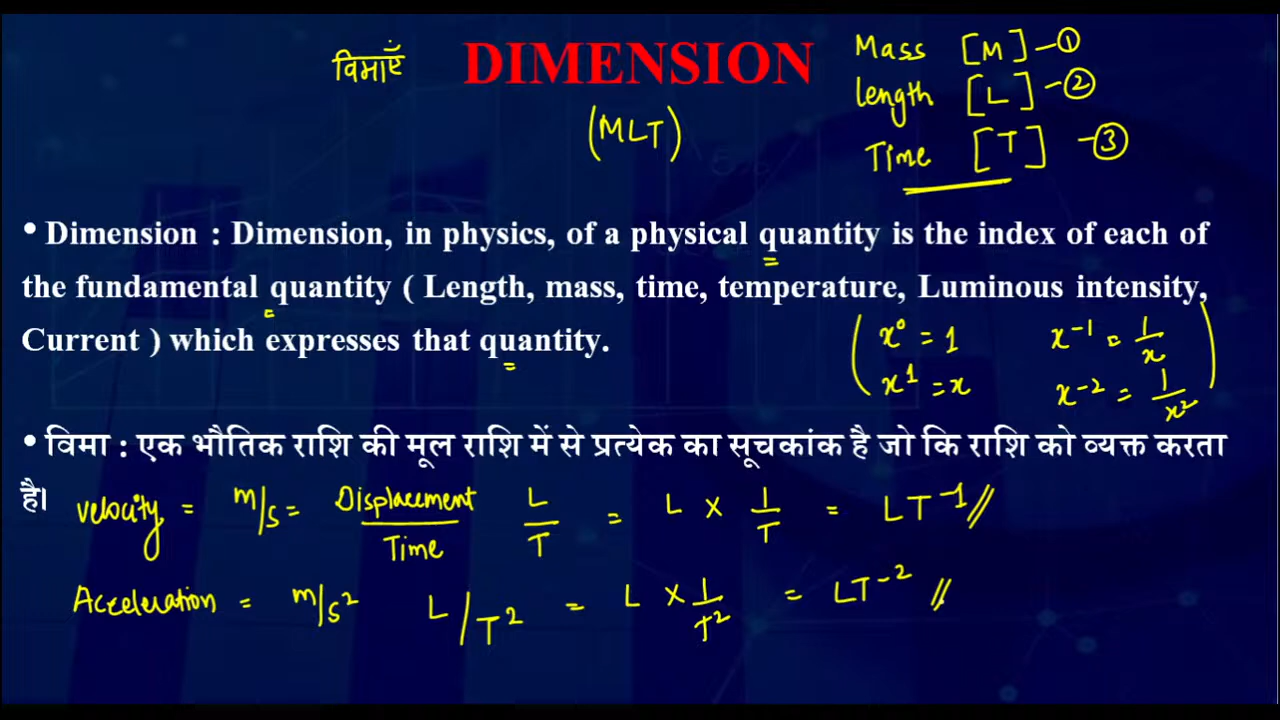 विमाएँ DIMENSION Mass [M] - ①
(MLT) length [L] - ②
Time [T] - ③
• Dimension : Dimension, in physics, of a physical quantity is the index of each of
the fundamental quantity ( Length, mass, time, temperature, Luminous intensity,
Current ) which expresses that quantity.
x⁰ = 1 x⁻¹ = 1/x
x¹ = x x⁻² = 1/x²
• विमा : एक भौतिक राशि की मूल राशि में से प्रत्येक का सूचकांक है जो कि राशि को व्यक्त करता
है।
Velocity = m/s = Displacement/Time L/T = L × 1/T = LT⁻¹//
Acceleration = m/s² L/T² = L × 1/T² = LT⁻² //